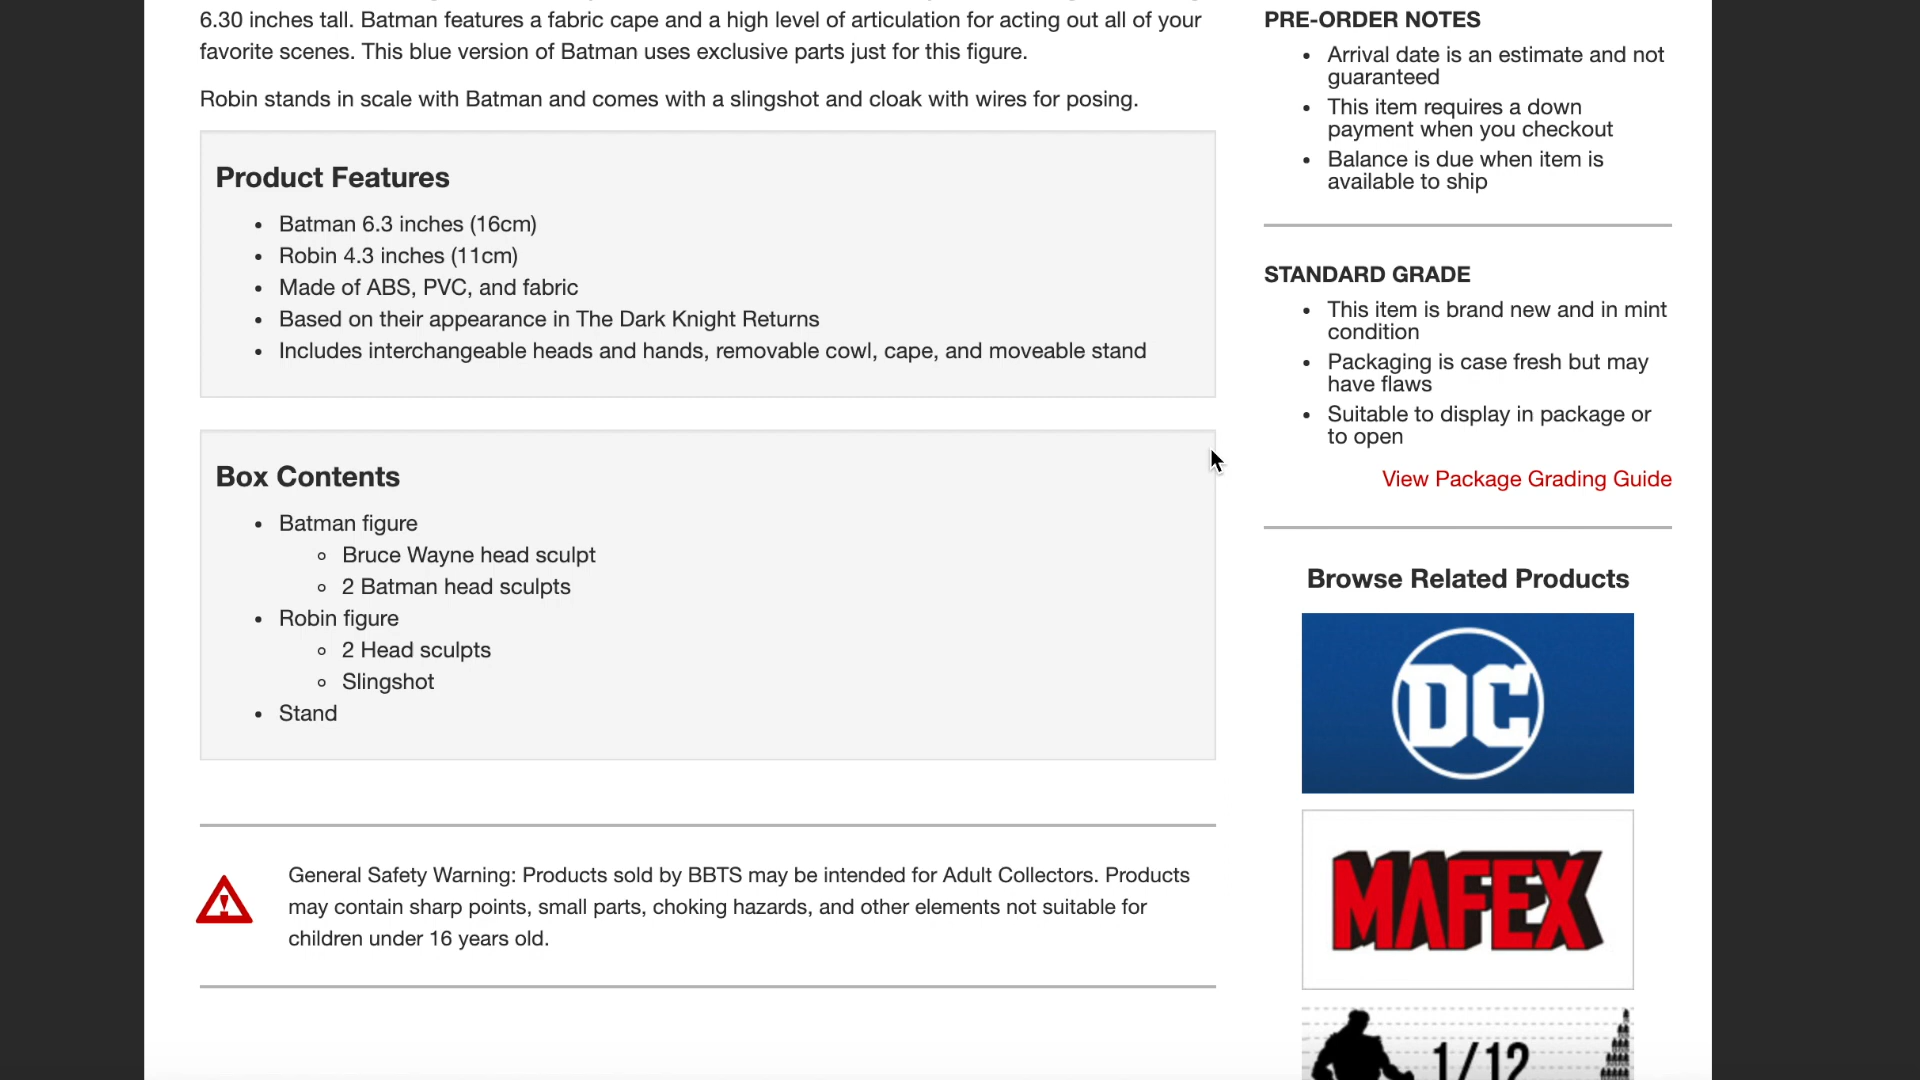 6.30 inches tall. Batman features a fabric cape and a high level of articulation for acting out all of your
favorite scenes. This blue version of Batman uses exclusive parts just for this figure.
Robin stands in scale with Batman and comes with a slingshot and cloak with wires for posing.
Product Features
Batman 6.3 inches (16cm)
Robin 4.3 inches (11cm)
Made of ABS, PVC, and fabric
Based on their appearance in The Dark Knight Returns
Includes interchangeable heads and hands, removable cowl, cape, and moveable stand
Box Contents
Batman figure
Bruce Wayne head sculpt
2 Batman head sculpts
Robin figure
2 Head sculpts
Slingshot
Stand
General Safety Warning: Products sold by BBTS may be intended for Adult Collectors. Products
may contain sharp points, small parts, choking hazards, and other elements not suitable for
children under 16 years old.
PRE-ORDER NOTES
Arrival date is an estimate and not
guaranteed
This item requires a down
payment when you checkout
Balance is due when item is
available to ship
STANDARD GRADE
This item is brand new and in mint
condition
Packaging is case fresh but may
have flaws
Suitable to display in package or
to open
View Package Grading Guide
Browse Related Products
DC
MAFEX
1/12